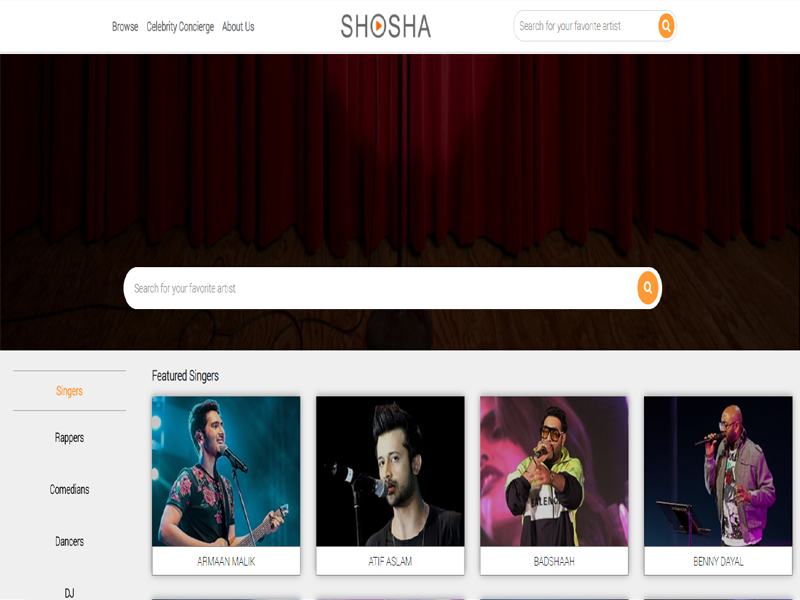 Browse Celebrity Concierge About Us SHOSHA Search for your favorite artist
Search for your favorite artist
Singers
Featured Singers
Rappers
Comedians
Dancers
DJ
ARMAAN MALIK ATIF ASLAM BADSHAAH BENNY DAYAL